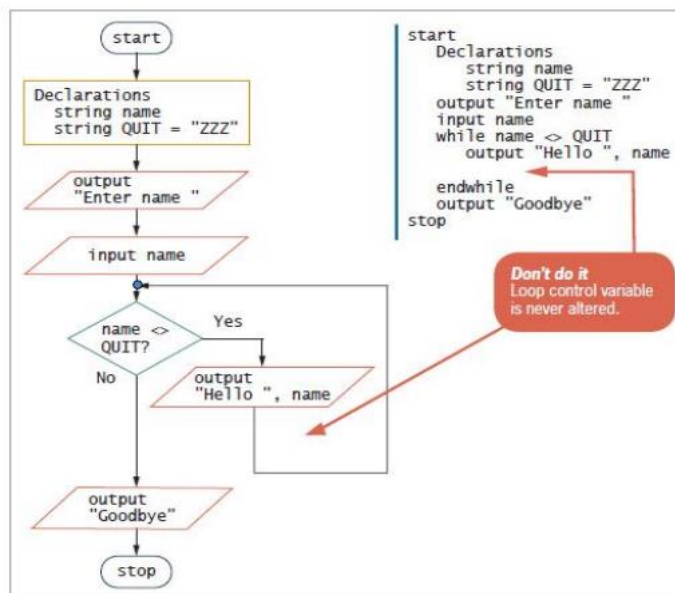 start
Declarations
string name
string QUIT = "ZZZ"
output
"Enter name "
input name
name <>
QUIT?
Yes
No
output
"Hello ", name
output
"Goodbye"
stop
start
Declarations
string name
string QUIT = "ZZZ"
output "Enter name "
input name
while name <> QUIT
output "Hello ", name
endwhile
output "Goodbye"
stop
Don't do it
Loop control variable
is never altered.